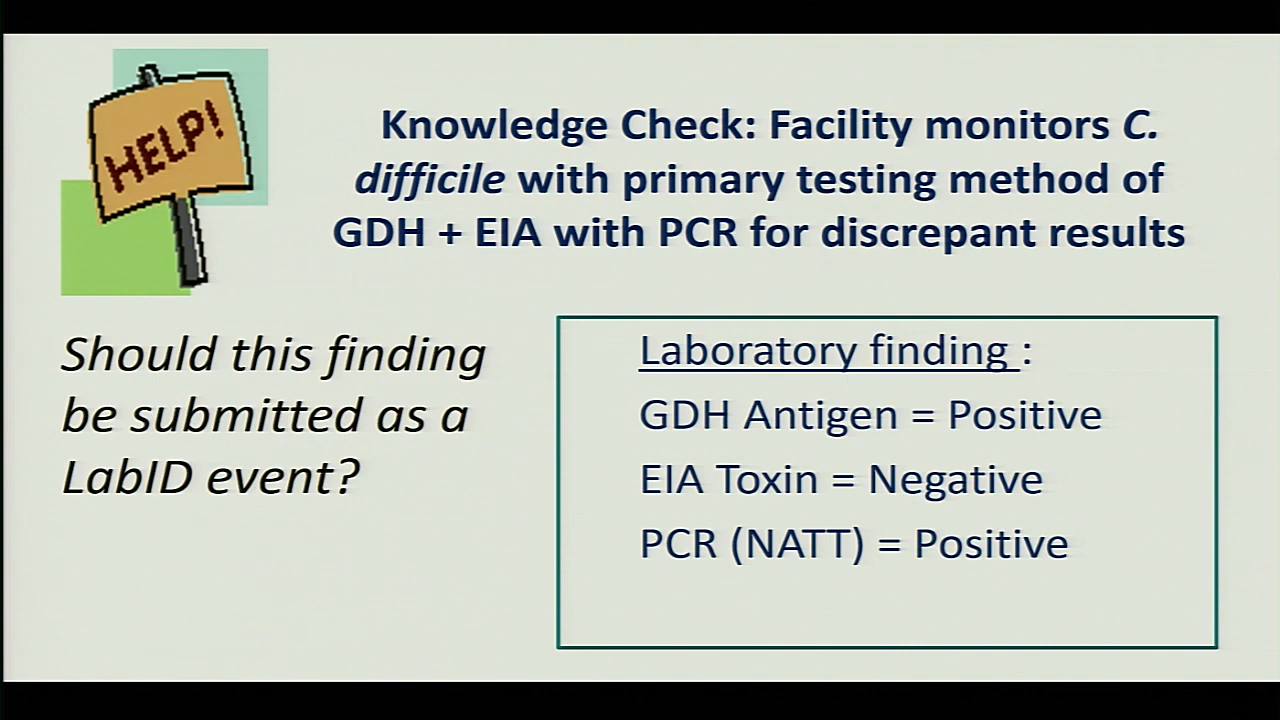 HELP!
Knowledge Check: Facility monitors C.
difficile with primary testing method of
GDH + EIA with PCR for discrepant results
Should this finding
be submitted as a
LabID event?
Laboratory finding :
GDH Antigen = Positive
EIA Toxin = Negative
PCR (NATT) = Positive